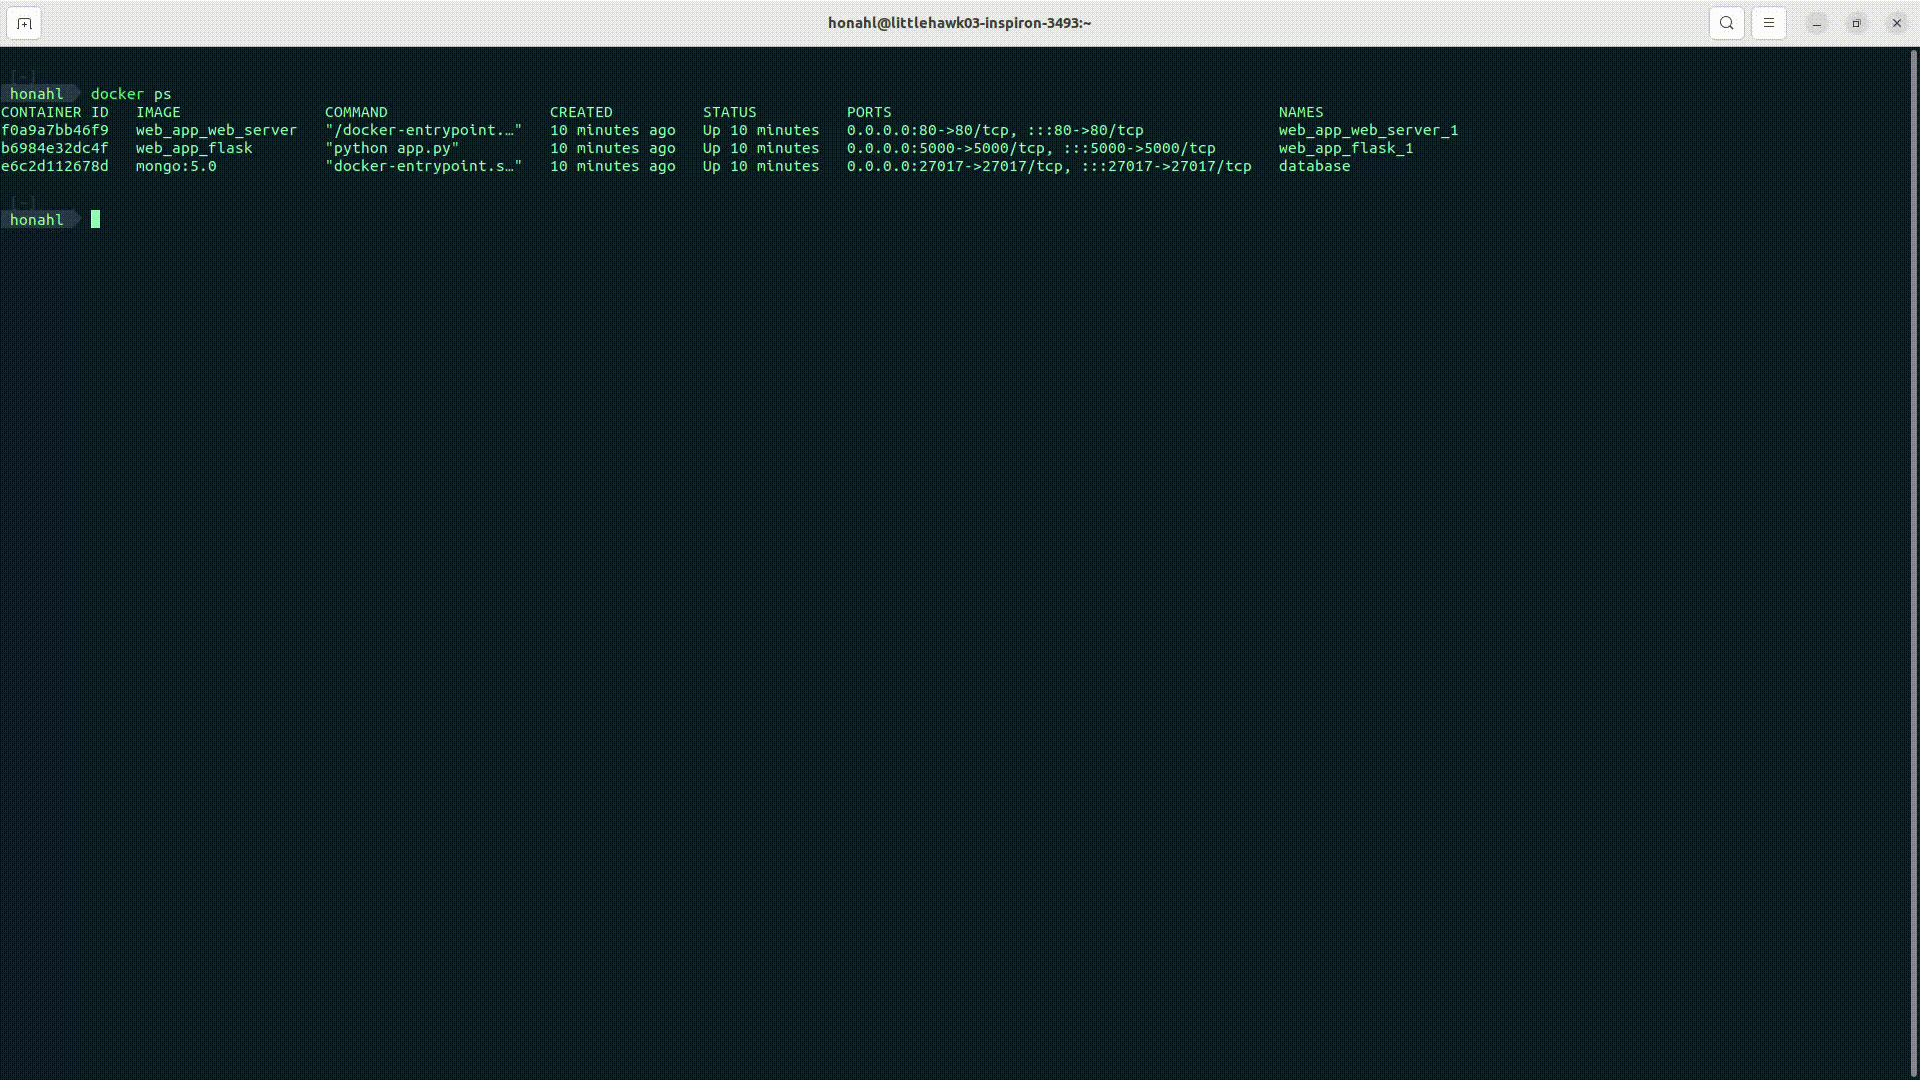 honahl@littlehawk03-inspiron-3493:~
[~]
honahl docker ps
CONTAINER ID   IMAGE                COMMAND                  CREATED          STATUS          PORTS                                           NAMES
f0a9a7bb46f9   web_app_web_server   "/docker-entrypoint.…"   10 minutes ago   Up 10 minutes   0.0.0.0:80->80/tcp, :::80->80/tcp               web_app_web_server_1
b6984e32dc4f   web_app_flask        "python app.py"          10 minutes ago   Up 10 minutes   0.0.0.0:5000->5000/tcp, :::5000->5000/tcp       web_app_flask_1
e6c2d112678d   mongo:5.0            "docker-entrypoint.s…"   10 minutes ago   Up 10 minutes   0.0.0.0:27017->27017/tcp, :::27017->27017/tcp   database
[~]
honahl